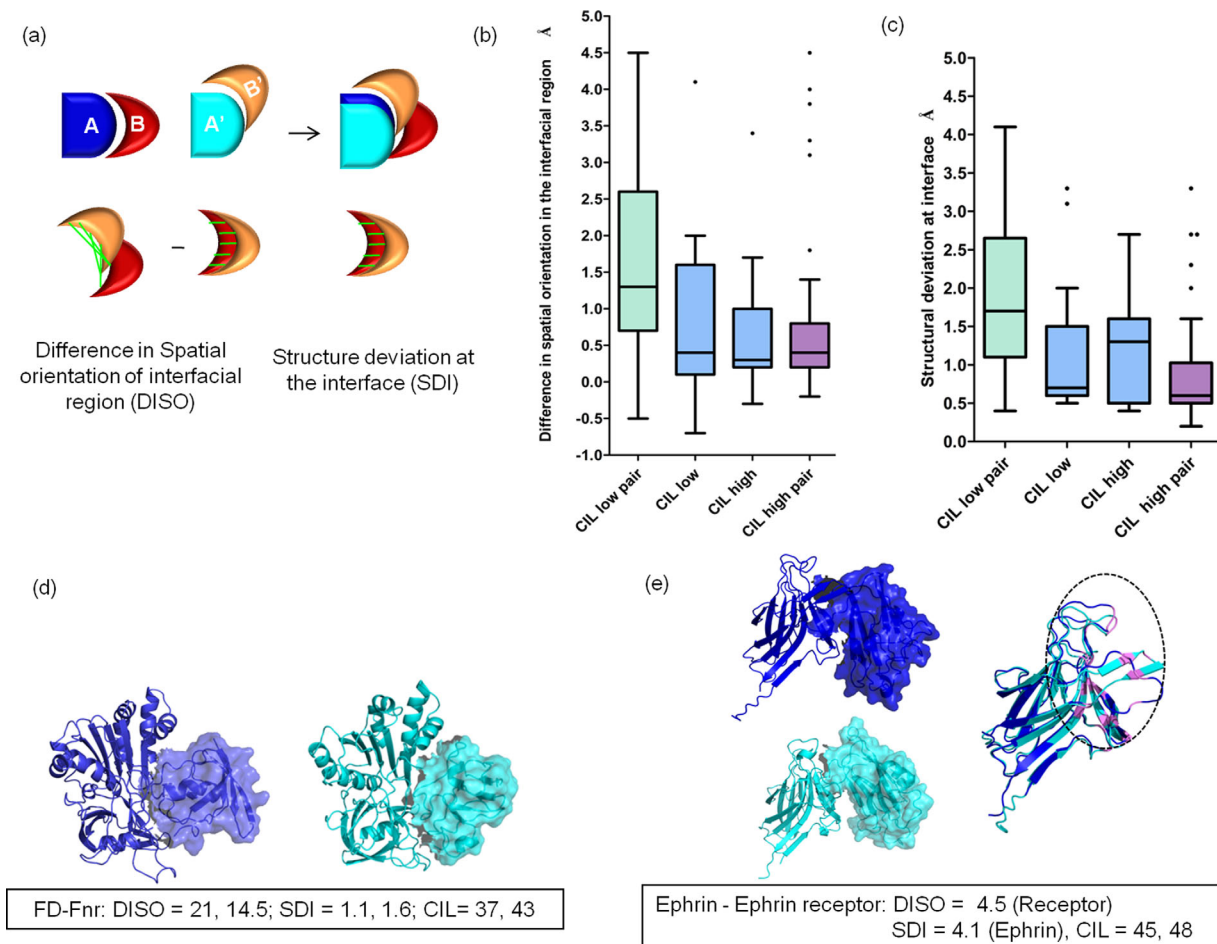 (a)
A
B
A'
B'
Difference in Spatial
orientation of interfacial
region (DISO)
Structure deviation at
the interface (SDI)
(b)
Difference in spatial orientation in the interfacial region Å
5.0
4.5
4.0
3.5
3.0
2.5
2.0
1.5
1.0
0.5
0.0
-0.5
-1.0
CIL low pair
CIL low
CIL high
CIL high pair
(c)
Structural deviation at interface Å
5.0
4.5
4.0
3.5
3.0
2.5
2.0
1.5
1.0
0.5
0.0
CIL low pair
CIL low
CIL high
CIL high pair
(d)
FD-Fnr: DISO = 21, 14.5; SDI = 1.1, 1.6; CIL= 37, 43
(e)
Ephrin - Ephrin receptor: DISO = 4.5 (Receptor)
SDI = 4.1 (Ephrin), CIL = 45, 48